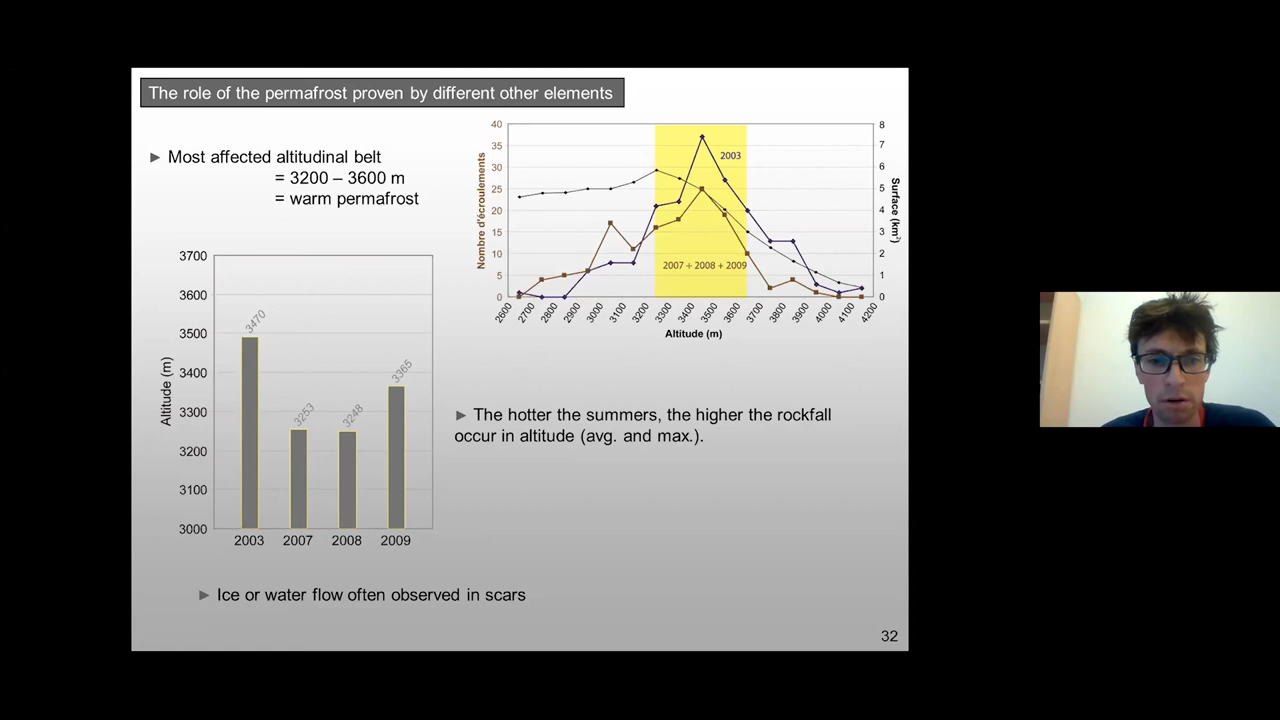 The role of the permafrost proven by different other elements
► Most affected altitudinal belt
= 3200 – 3600 m
= warm permafrost
40
35
30
25
20
15
10
5
0
Nombre d'écroulements
8
7
6
5
4
3
2
1
0
Surface (km²)
2003
2007 + 2008 + 2009
2600 2700 2800 2900 3000 3100 3200 3300 3400 3500 3600 3700 3800 3900 4000 4100 4200
Altitude (m)
3700
3600
3500
3400
3300
3200
3100
3000
Altitude (m)
3470
3253
3248
3365
2003 2007 2008 2009
► The hotter the summers, the higher the rockfall
occur in altitude (avg. and max.).
► Ice or water flow often observed in scars
32